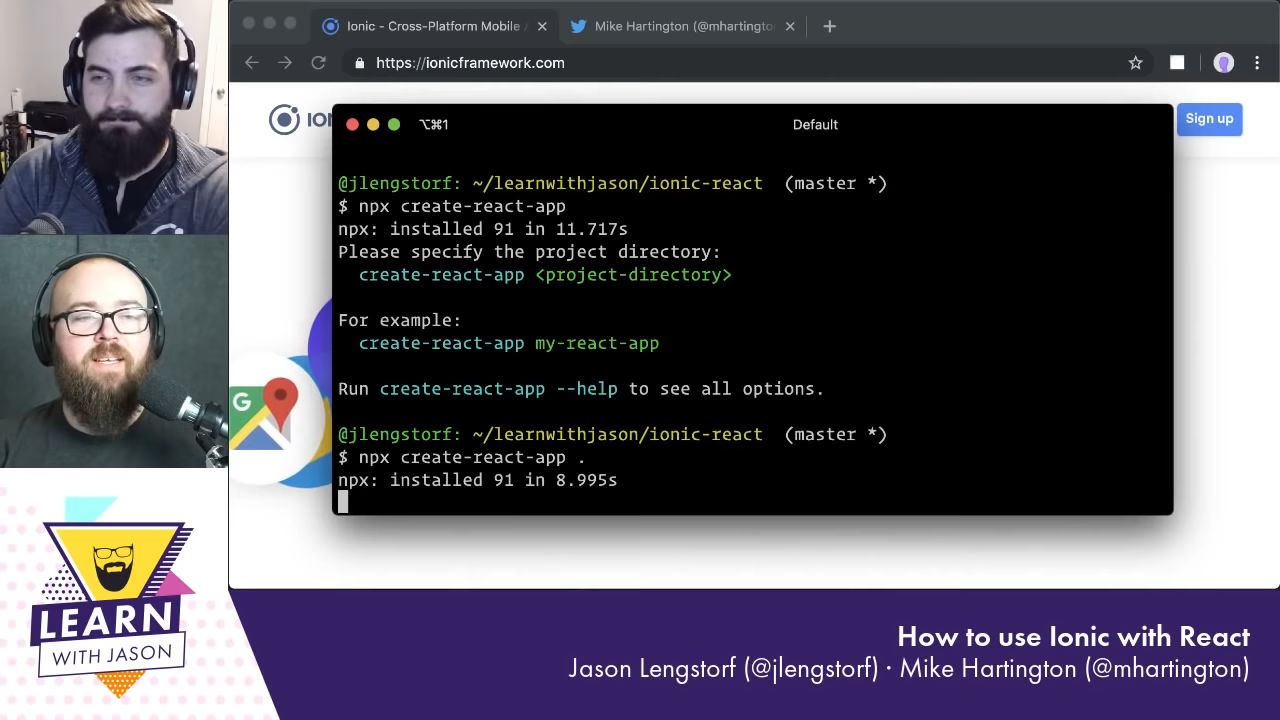 Ionic - Cross-Platform Mobile A
Mike Hartington (@mhartingto
https://ionicframework.com
Sign up
⌥⌘1
Default
@jlengstorf: ~/learnwithjason/ionic-react (master *)
$ npx create-react-app
npx: installed 91 in 11.717s
Please specify the project directory:
create-react-app <project-directory>
For example:
create-react-app my-react-app
Run create-react-app --help to see all options.
@jlengstorf: ~/learnwithjason/ionic-react (master *)
$ npx create-react-app .
npx: installed 91 in 8.995s
G
LEARN
WITH JASON
How to use Ionic with React
Jason Lengstorf (@jlengstorf) · Mike Hartington (@mhartington)